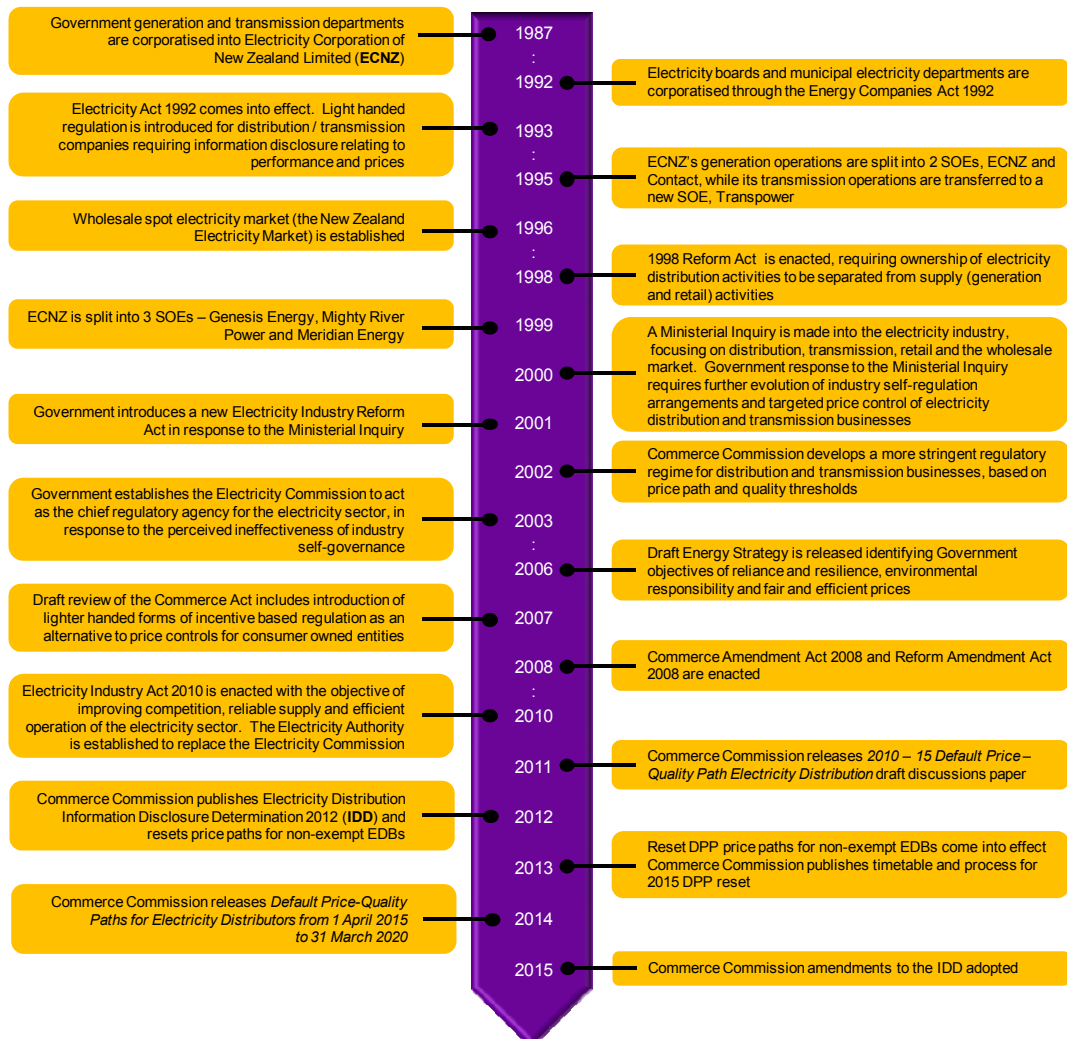 Government generation and transmission departments
are corporatised into Electricity Corporation of
New Zealand Limited (ECNZ)
1987
:
1992
Electricity boards and municipal electricity departments are
corporatised through the Energy Companies Act 1992
Electricity Act 1992 comes into effect. Light handed
regulation is introduced for distribution / transmission
companies requiring information disclosure relating to
performance and prices
1993
:
1995
ECNZ's generation operations are split into 2 SOEs, ECNZ and
Contact, while its transmission operations are transferred to a
new SOE, Transpower
Wholesale spot electricity market (the New Zealand
Electricity Market) is established
1996
:
1998
1998 Reform Act is enacted, requiring ownership of electricity
distribution activities to be separated from supply (generation
and retail) activities
ECNZ is split into 3 SOEs – Genesis Energy, Mighty River
Power and Meridian Energy
1999
2000
A Ministerial Inquiry is made into the electricity industry,
focusing on distribution, transmission, retail and the wholesale
market. Government response to the Ministerial Inquiry
requires further evolution of industry self-regulation
arrangements and targeted price control of electricity
distribution and transmission businesses
Government introduces a new Electricity Industry Reform
Act in response to the Ministerial Inquiry
2001
2002
Commerce Commission develops a more stringent regulatory
regime for distribution and transmission businesses, based on
price path and quality thresholds
Government establishes the Electricity Commission to act
as the chief regulatory agency for the electricity sector, in
response to the perceived ineffectiveness of industry
self-governance
2003
:
2006
Draft Energy Strategy is released identifying Government
objectives of reliance and resilience, environmental
responsibility and fair and efficient prices
Draft review of the Commerce Act includes introduction of
lighter handed forms of incentive based regulation as an
alternative to price controls for consumer owned entities
2007
2008
Commerce Amendment Act 2008 and Reform Amendment Act
2008 are enacted
Electricity Industry Act 2010 is enacted with the objective of
improving competition, reliable supply and efficient
operation of the electricity sector. The Electricity Authority
is established to replace the Electricity Commission
:
2010
2011
Commerce Commission releases 2010 – 15 Default Price –
Quality Path Electricity Distribution draft discussions paper
Commerce Commission publishes Electricity Distribution
Information Disclosure Determination 2012 (IDD) and
resets price paths for non-exempt EDBs
2012
2013
Reset DPP price paths for non-exempt EDBs come into effect
Commerce Commission publishes timetable and process for
2015 DPP reset
Commerce Commission releases Default Price-Quality
Paths for Electricity Distributors from 1 April 2015
to 31 March 2020
2014
2015
Commerce Commission amendments to the IDD adopted